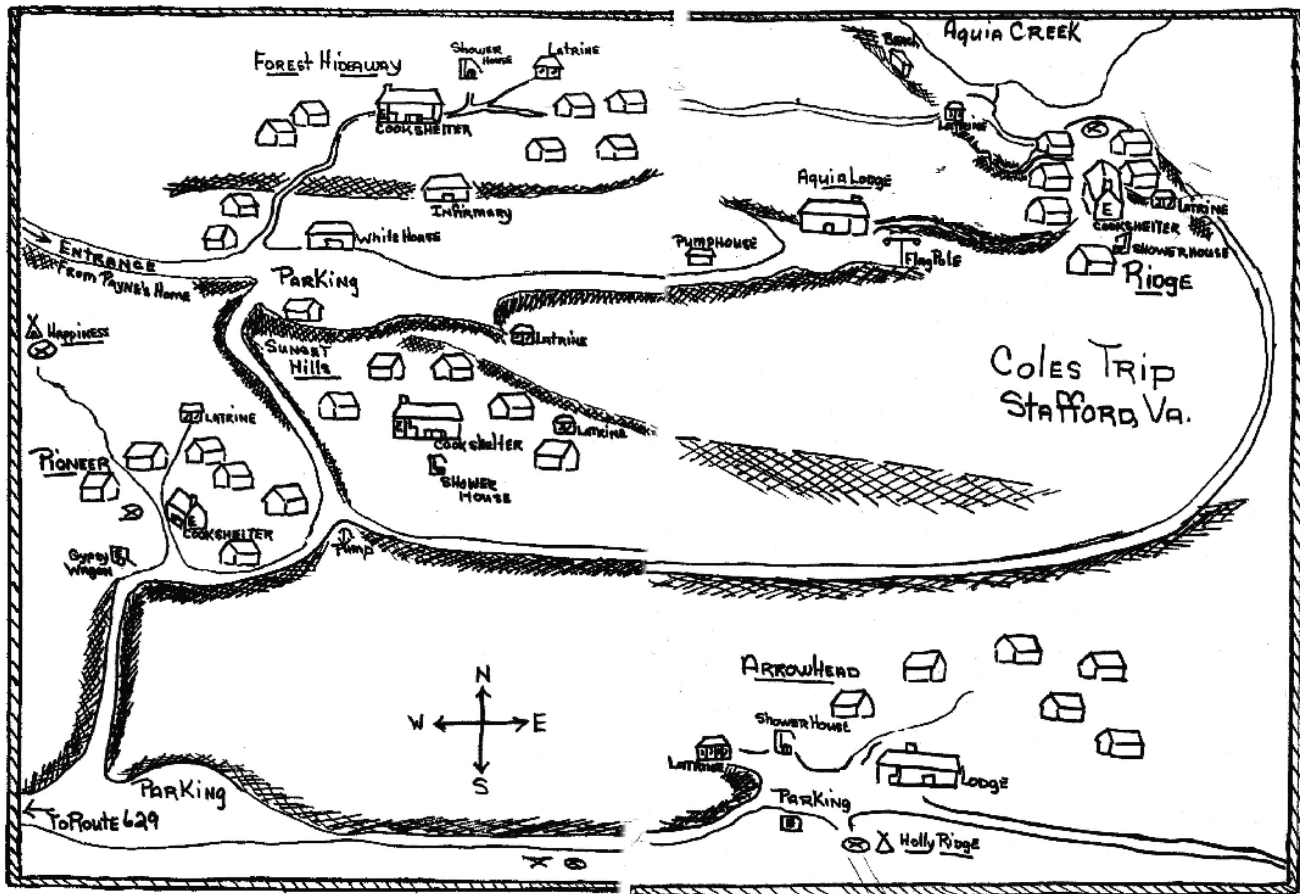 Aquia Creek
Beach
Shower
House
Latrine
Forest Hideaway
Cookshelter
Latrine
Aquia Lodge
Infirmary
Latrine
E
Cookshelter
White House
Pumphouse
Flag Pole
Showerhouse
Ridge
Entrance
From Payne's Home
Parking
Happiness
Latrine
Sunset
Hills
Coles Trip
Stafford, Va.
Latrine
E
Cookshelter
Latrine
Pioneer
Shower
House
E
Cookshelter
Gypsy
Wagon
Pump
Arrowhead
N
W
E
S
Shower House
Latrine
Lodge
Parking
Parking
To Route 629
Holly Ridge